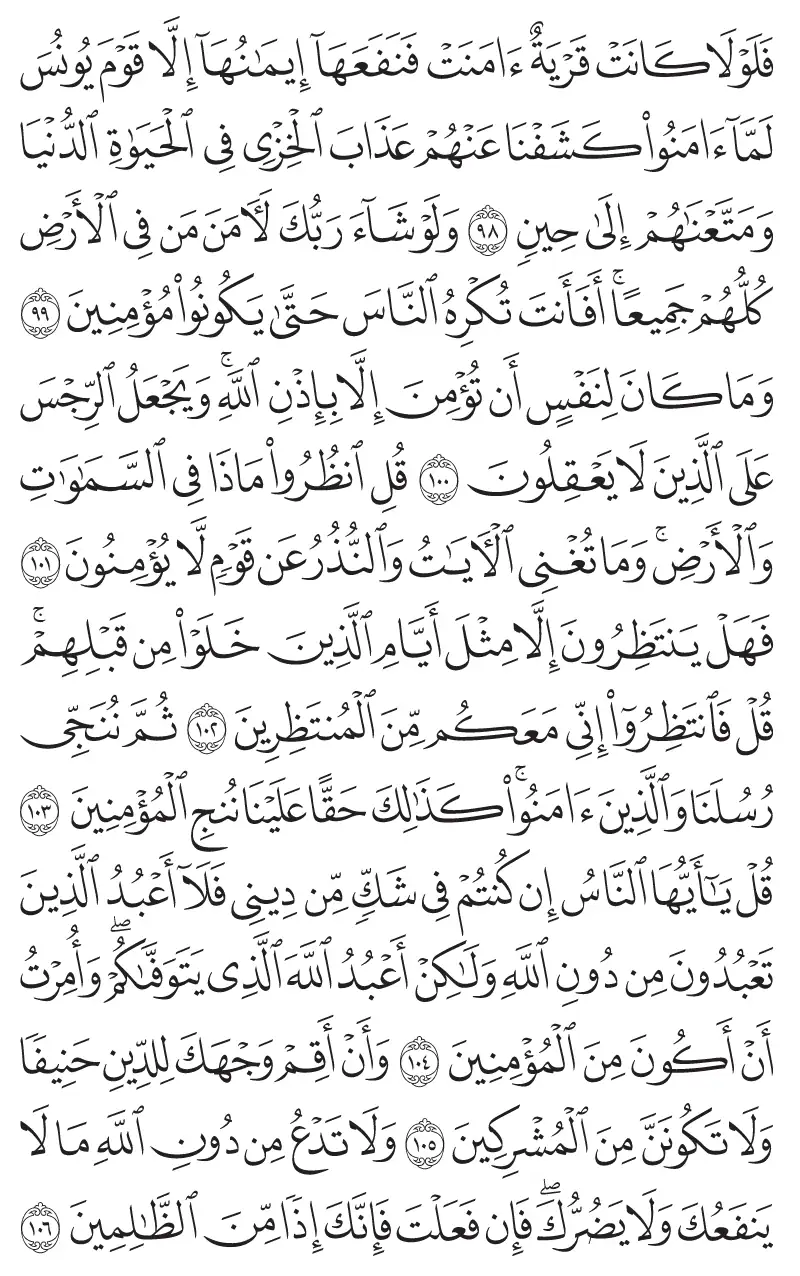 فَلَوْلَا كَانَتْ قَرْيَةٌ ءَامَنَتْ فَنَفَعَهَآ إِيمَٰنُهَآ إِلَّا قَوْمَ يُونُسَ
لَمَّآ ءَامَنُوا۟ كَشَفْنَا عَنْهُمْ عَذَابَ ٱلْخِزْىِ فِى ٱلْحَيَوٰةِ ٱلدُّنْيَا
وَمَتَّعْنَٰهُمْ إِلَىٰ حِينٍ ٩٨ وَلَوْ شَآءَ رَبُّكَ لَـَٔامَنَ مَن فِى ٱلْأَرْضِ
كُلُّهُمْ جَمِيعًا ۚ أَفَأَنتَ تُكْرِهُ ٱلنَّاسَ حَتَّىٰ يَكُونُوا۟ مُؤْمِنِينَ ٩٩
وَمَا كَانَ لِنَفْسٍ أَن تُؤْمِنَ إِلَّا بِإِذْنِ ٱللَّهِ ۚ وَيَجْعَلُ ٱلرِّجْسَ
عَلَى ٱلَّذِينَ لَا يَعْقِلُونَ ١٠٠ قُلِ ٱنظُرُوا۟ مَاذَا فِى ٱلسَّمَٰوَٰتِ
وَٱلْأَرْضِ ۚ وَمَا تُغْنِى ٱلْـَٔايَٰتُ وَٱلنُّذُرُ عَن قَوْمٍ لَّا يُؤْمِنُونَ ١٠١
فَهَلْ يَنتَظِرُونَ إِلَّا مِثْلَ أَيَّامِ ٱلَّذِينَ خَلَوْا۟ مِن قَبْلِهِمْ ۚ
قُلْ فَٱنتَظِرُوٓا۟ إِنِّى مَعَكُم مِّنَ ٱلْمُنتَظِرِينَ ١٠٢ ثُمَّ نُنَجِّى
رُسُلَنَا وَٱلَّذِينَ ءَامَنُوا۟ ۚ كَذَٰلِكَ حَقًّا عَلَيْنَا نُنجِ ٱلْمُؤْمِنِينَ ١٠٣
قُلْ يَٰٓأَيُّهَا ٱلنَّاسُ إِن كُنتُمْ فِى شَكٍّ مِّن دِينِى فَلَآ أَعْبُدُ ٱلَّذِينَ
تَعْبُدُونَ مِن دُونِ ٱللَّهِ وَلَٰكِنْ أَعْبُدُ ٱللَّهَ ٱلَّذِى يَتَوَفَّىٰكُمْ ۖ وَأُمِرْتُ
أَنْ أَكُونَ مِنَ ٱلْمُؤْمِنِينَ ١٠٤ وَأَنْ أَقِمْ وَجْهَكَ لِلدِّينِ حَنِيفًا
وَلَا تَكُونَنَّ مِنَ ٱلْمُشْرِكِينَ ١٠٥ وَلَا تَدْعُ مِن دُونِ ٱللَّهِ مَا لَا
يَنفَعُكَ وَلَا يَضُرُّكَ ۖ فَإِن فَعَلْتَ فَإِنَّكَ إِذًا مِّنَ ٱلظَّٰلِمِينَ ١٠٦